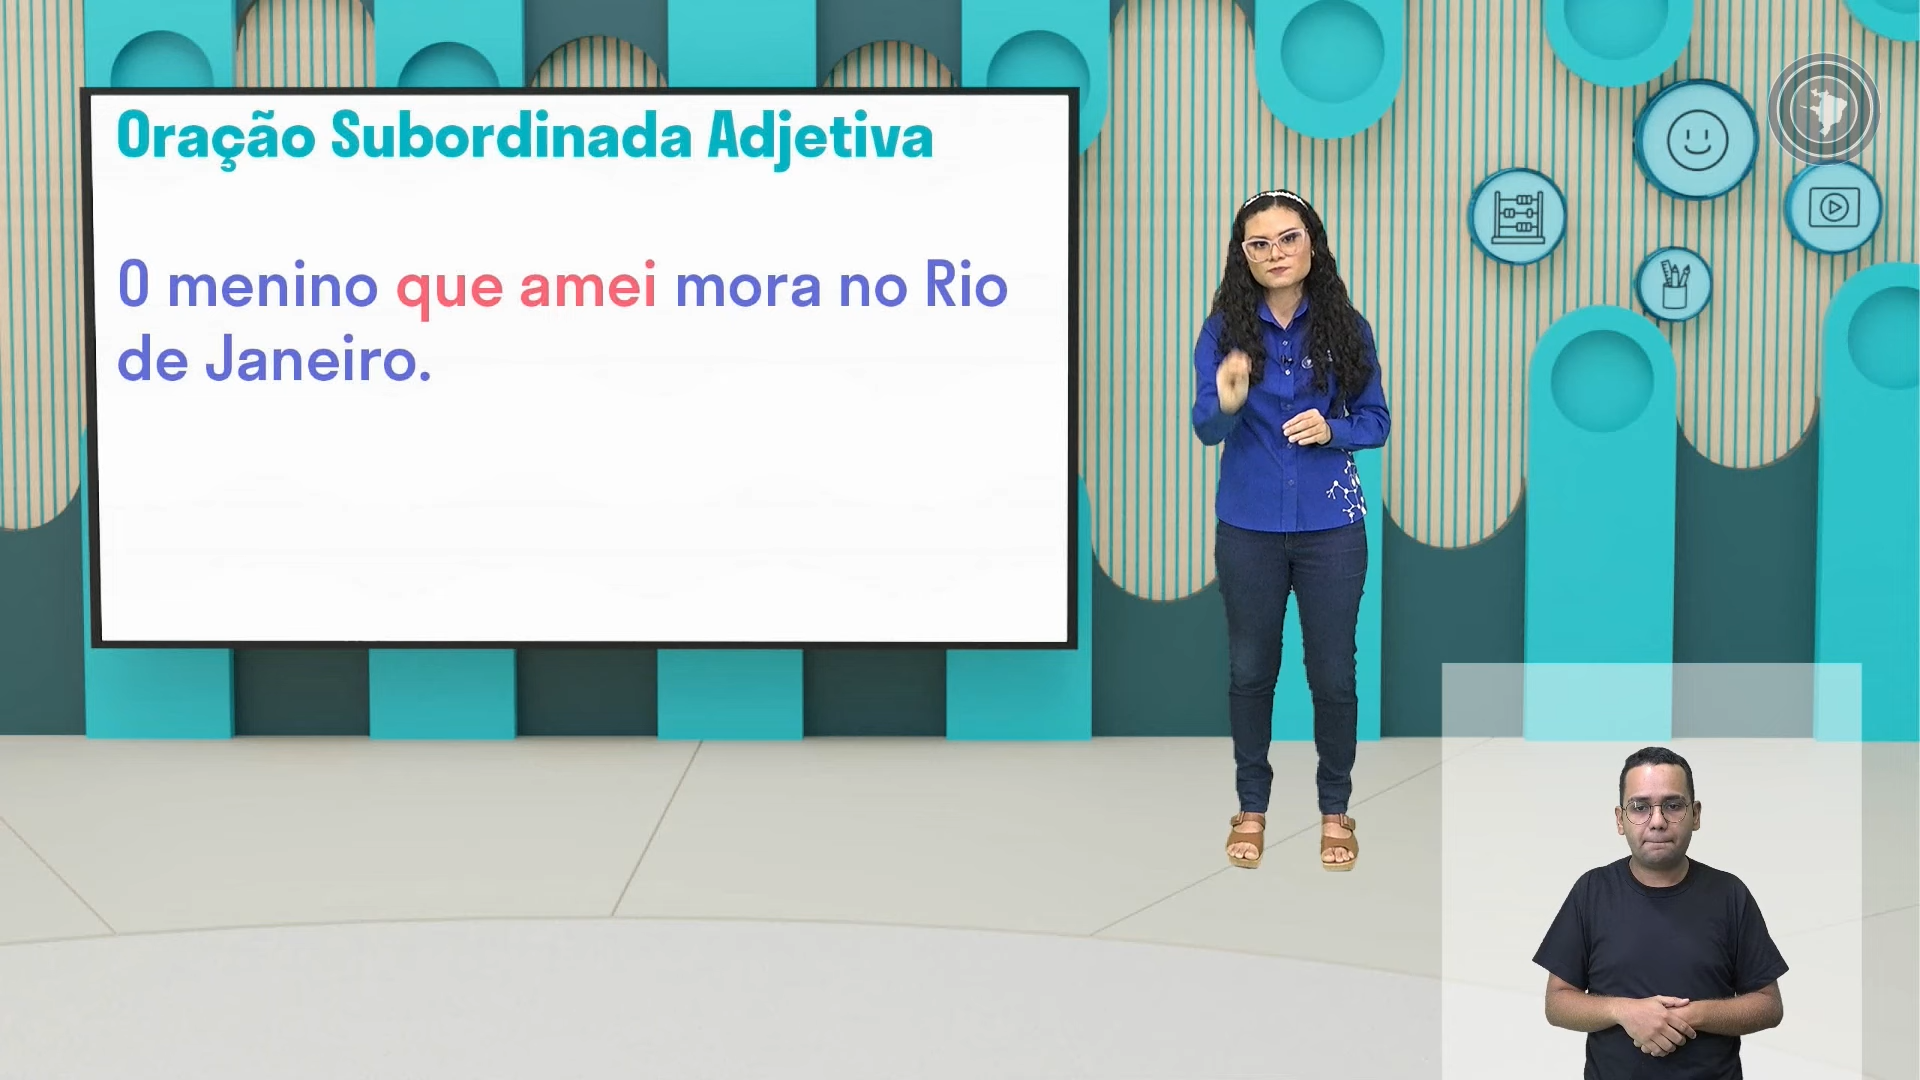 Oração Subordinada Adjetiva
O menino que amei mora no Rio
de Janeiro.